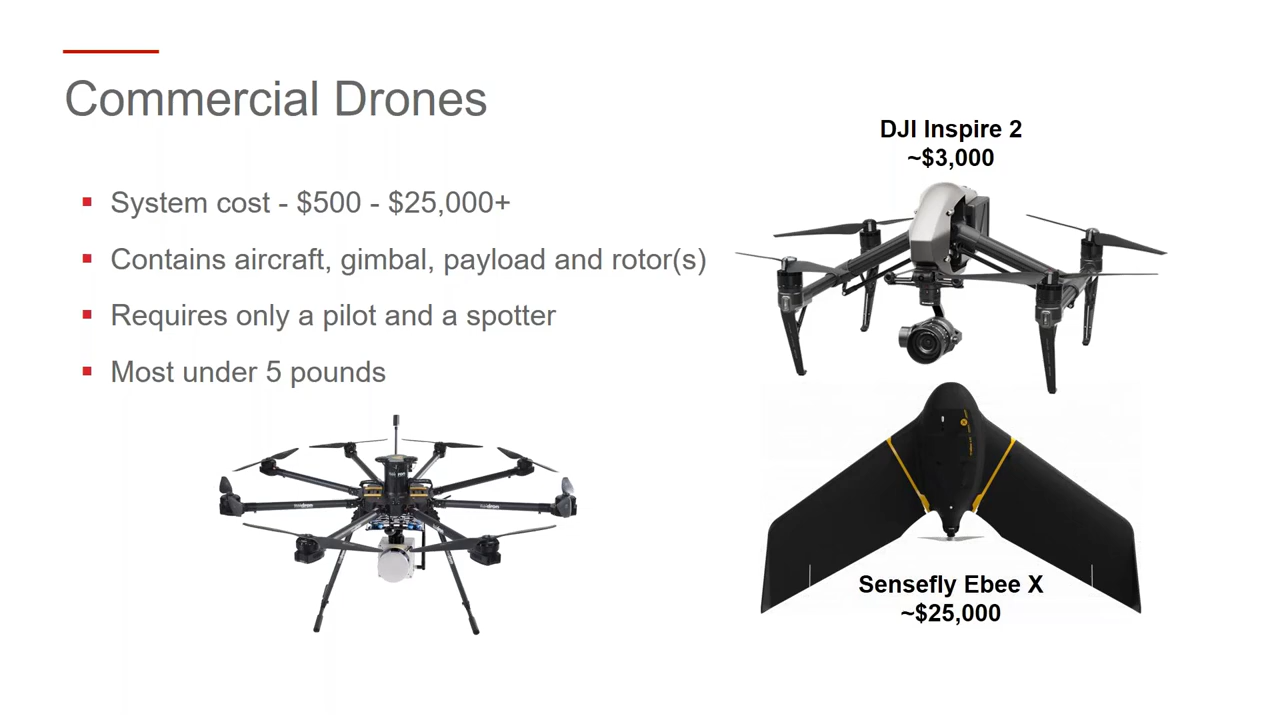 Commercial Drones
System cost - $500 - $25,000+
Contains aircraft, gimbal, payload and rotor(s)
Requires only a pilot and a spotter
Most under 5 pounds
DJI Inspire 2
~$3,000
Sensefly Ebee X
~$25,000